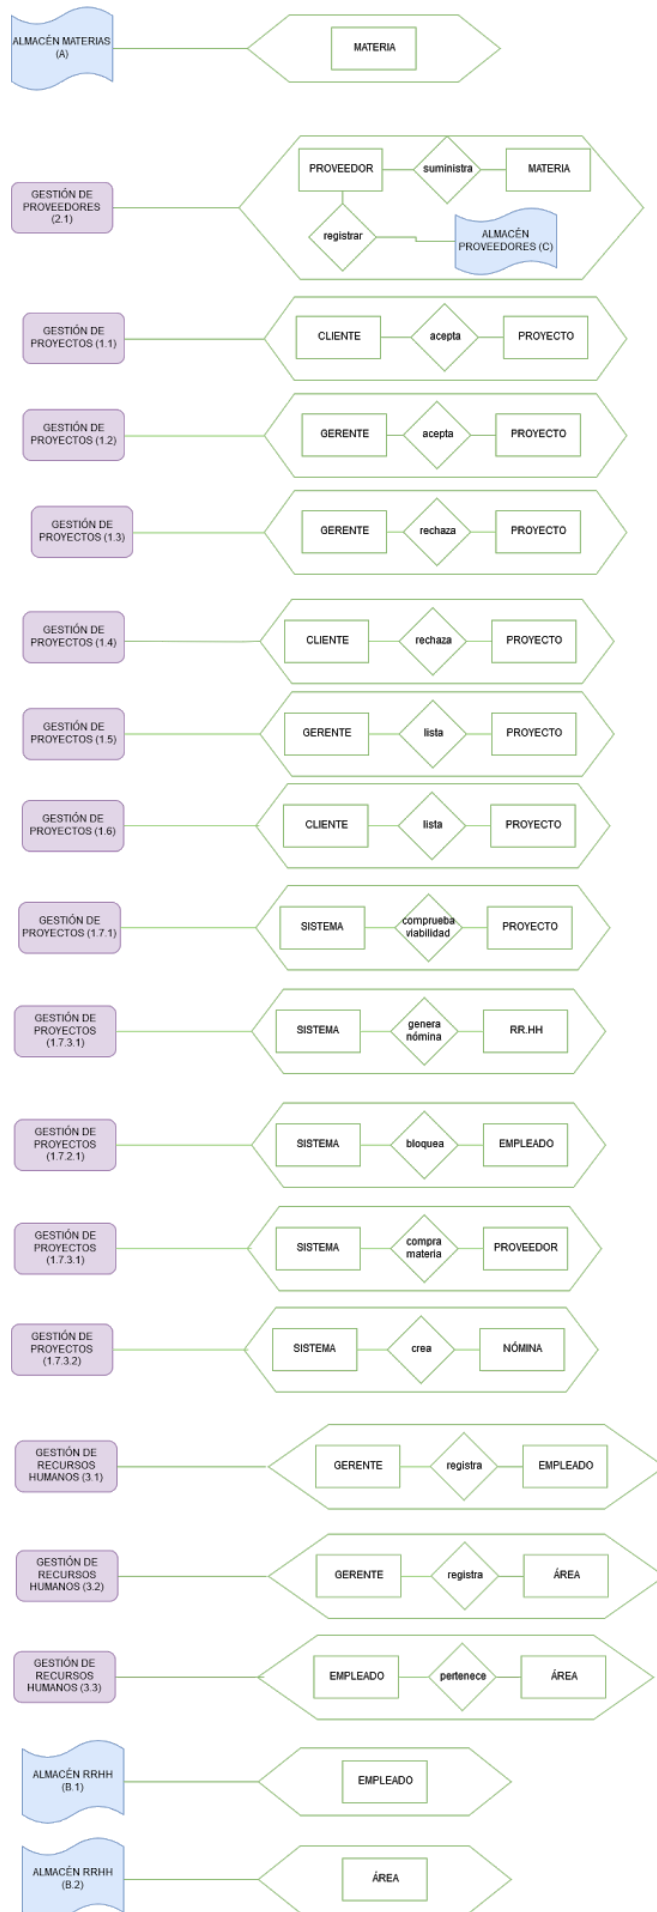 ALMACÉN MATERIAS
(A)
MATERIA
GESTIÓN DE
PROVEEDORES
(2.1)
PROVEEDOR
suministra
MATERIA
registrar
ALMACÉN
PROVEEDORES (C)
GESTIÓN DE
PROYECTOS (1.1)
CLIENTE
acepta
PROYECTO
GESTIÓN DE
PROYECTOS (1.2)
GERENTE
acepta
PROYECTO
GESTIÓN DE
PROYECTOS (1.3)
GERENTE
rechaza
PROYECTO
GESTIÓN DE
PROYECTOS (1.4)
CLIENTE
rechaza
PROYECTO
GESTIÓN DE
PROYECTOS (1.5)
GERENTE
lista
PROYECTO
GESTIÓN DE
PROYECTOS (1.6)
CLIENTE
lista
PROYECTO
GESTIÓN DE
PROYECTOS (1.7.1)
SISTEMA
comprueba
viabilidad
PROYECTO
GESTIÓN DE
PROYECTOS
(1.7.3.1)
SISTEMA
genera
nómina
RR.HH
GESTIÓN DE
PROYECTOS
(1.7.2.1)
SISTEMA
bloquea
EMPLEADO
GESTIÓN DE
PROYECTOS
(1.7.3.1)
SISTEMA
compra
materia
PROVEEDOR
GESTIÓN DE
PROYECTOS
(1.7.3.2)
SISTEMA
crea
NÓMINA
GESTIÓN DE
RECURSOS
HUMANOS (3.1)
GERENTE
registra
EMPLEADO
GESTIÓN DE
RECURSOS
HUMANOS (3.2)
GERENTE
registra
ÁREA
GESTIÓN DE
RECURSOS
HUMANOS (3.3)
EMPLEADO
pertenece
ÁREA
ALMACÉN RRHH
(B.1)
EMPLEADO
ALMACÉN RRHH
(B.2)
ÁREA